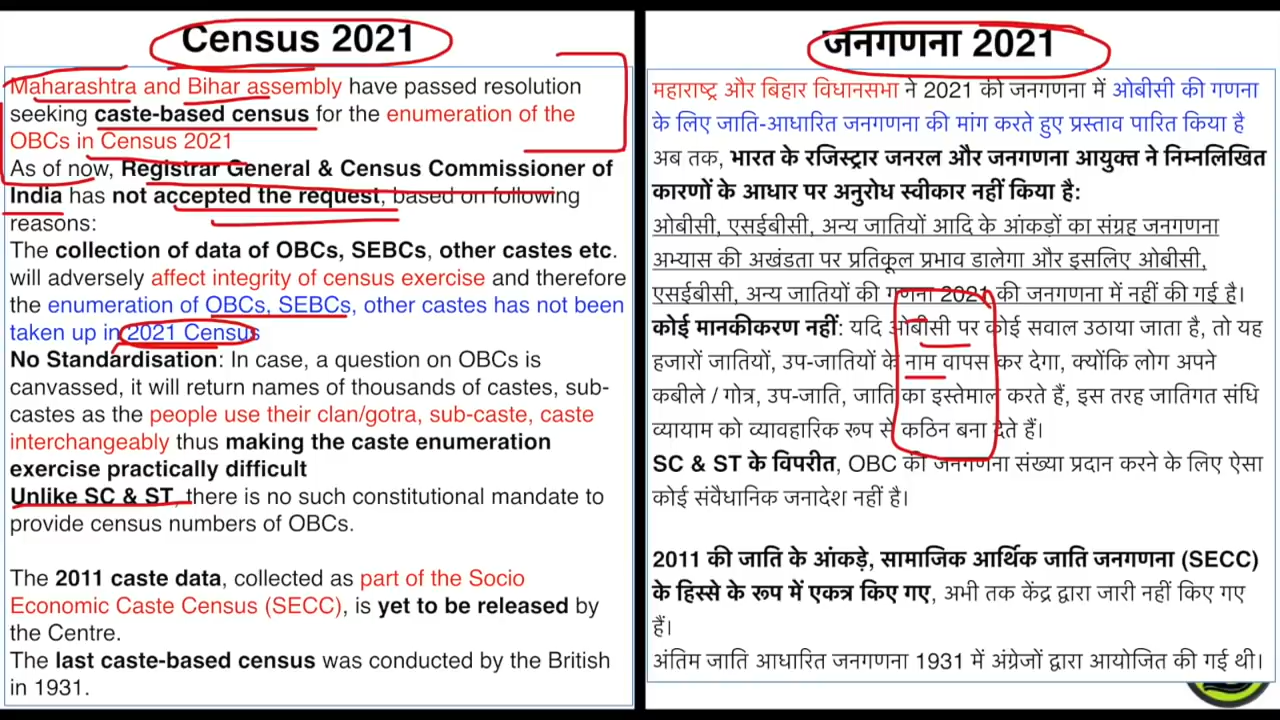 Census 2021
Maharashtra and Bihar assembly have passed resolution
seeking caste-based census for the enumeration of the
OBCs in Census 2021
As of now, Registrar General & Census Commissioner of
India has not accepted the request, based on following
reasons:
The collection of data of OBCs, SEBCs, other castes etc.
will adversely affect integrity of census exercise and therefore
the enumeration of OBCs, SEBCs, other castes has not been
taken up in 2021 Census
No Standardisation: In case, a question on OBCs is
canvassed, it will return names of thousands of castes, sub-
castes as the people use their clan/gotra, sub-caste, caste
interchangeably thus making the caste enumeration
exercise practically difficult
Unlike SC & ST, there is no such constitutional mandate to
provide census numbers of OBCs.
The 2011 caste data, collected as part of the Socio
Economic Caste Census (SECC), is yet to be released by
the Centre.
The last caste-based census was conducted by the British
in 1931.
जनगणना 2021
महाराष्ट्र और बिहार विधानसभा ने 2021 की जनगणना में ओबीसी की गणना
के लिए जाति-आधारित जनगणना की मांग करते हुए प्रस्ताव पारित किया है
अब तक, भारत के रजिस्ट्रार जनरल और जनगणना आयुक्त ने निम्नलिखित
कारणों के आधार पर अनुरोध स्वीकार नहीं किया है:
ओबीसी, एसईबीसी, अन्य जातियों आदि के आंकड़ों का संग्रह जनगणना
अभ्यास की अखंडता पर प्रतिकूल प्रभाव डालेगा और इसलिए ओबीसी,
एसईबीसी, अन्य जातियों की गणना 2021 की जनगणना में नहीं की गई है।
कोई मानकीकरण नहीं: यदि ओबीसी पर कोई सवाल उठाया जाता है, तो यह
हजारों जातियों, उप-जातियों के नाम वापस कर देगा, क्योंकि लोग अपने
कबीले / गोत्र, उप-जाति, जाति का इस्तेमाल करते हैं, इस तरह जातिगत संधि
व्यायाम को व्यावहारिक रूप से कठिन बना देते हैं।
SC & ST के विपरीत, OBC की जनगणना संख्या प्रदान करने के लिए ऐसा
कोई संवैधानिक जनादेश नहीं है।
2011 की जाति के आंकड़े, सामाजिक आर्थिक जाति जनगणना (SECC)
के हिस्से के रूप में एकत्र किए गए, अभी तक केंद्र द्वारा जारी नहीं किए गए
हैं।
अंतिम जाति आधारित जनगणना 1931 में अंग्रेजों द्वारा आयोजित की गई थी।